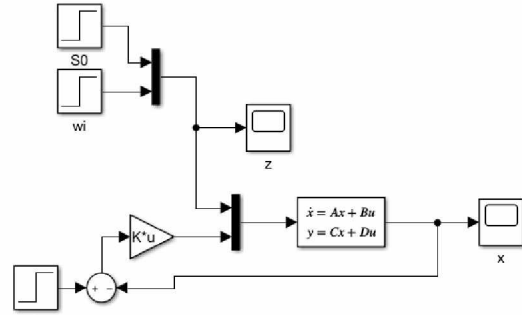 S0
wi
z
ẋ = Ax + Bu
y = Cx + Du
K*u
x
+ −